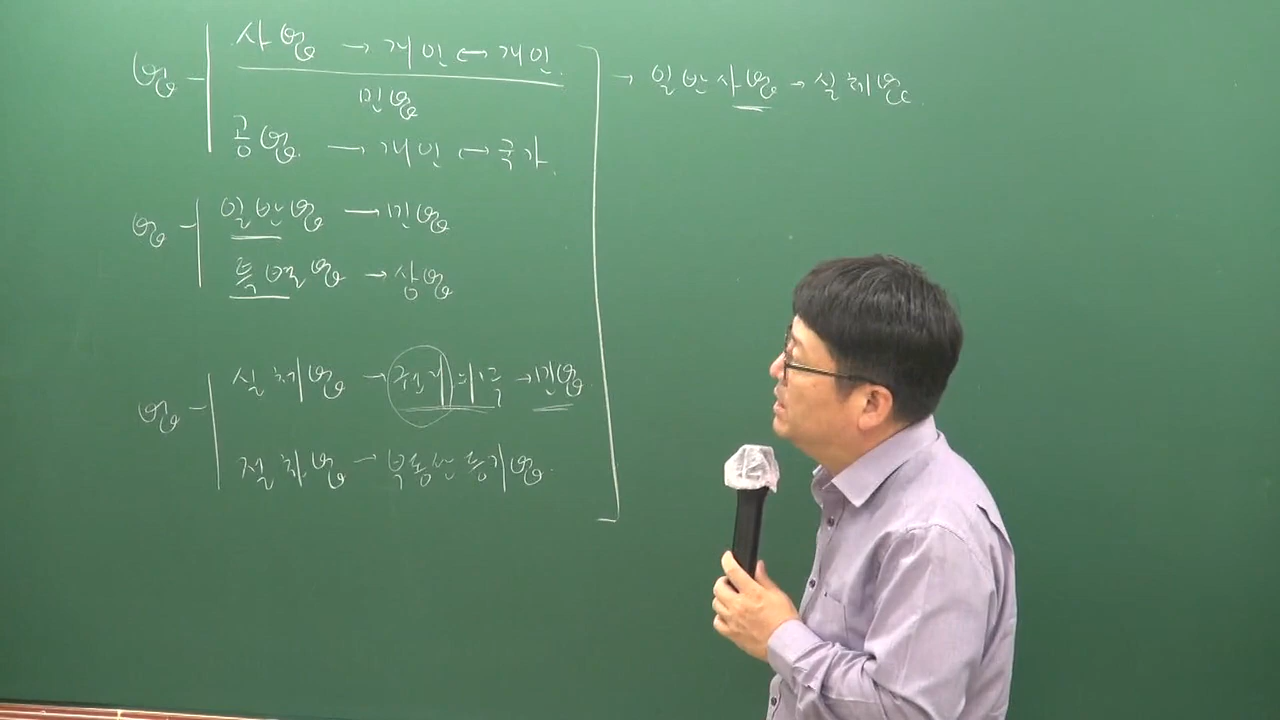 법 사법 → 개인 ↔ 개인. → 일반사법 → 실체법
민법
공법 → 개인 ↔ 국가.
법 일반법 → 민법
특별법 → 상법
법 실체법 → 권리의무 → 민법
절차법 → 부동산등기법.